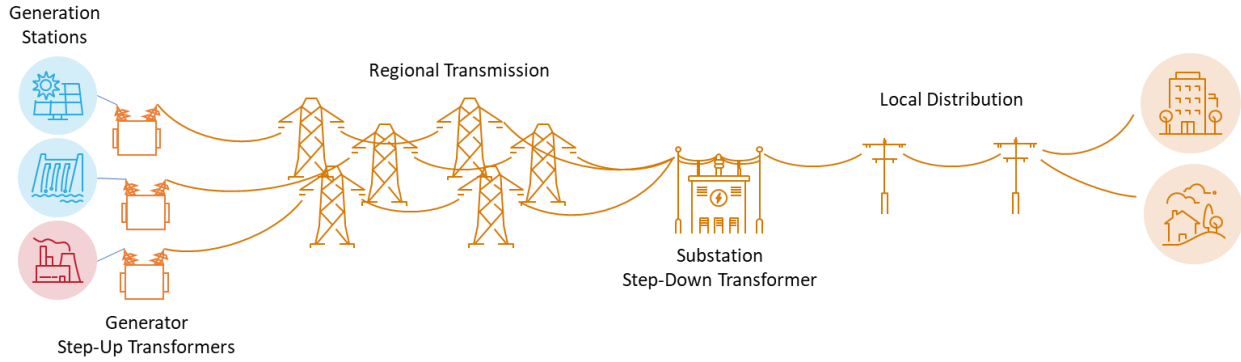 Generation
Stations
Regional Transmission
Local Distribution
Substation
Step-Down Transformer
Generator
Step-Up Transformers